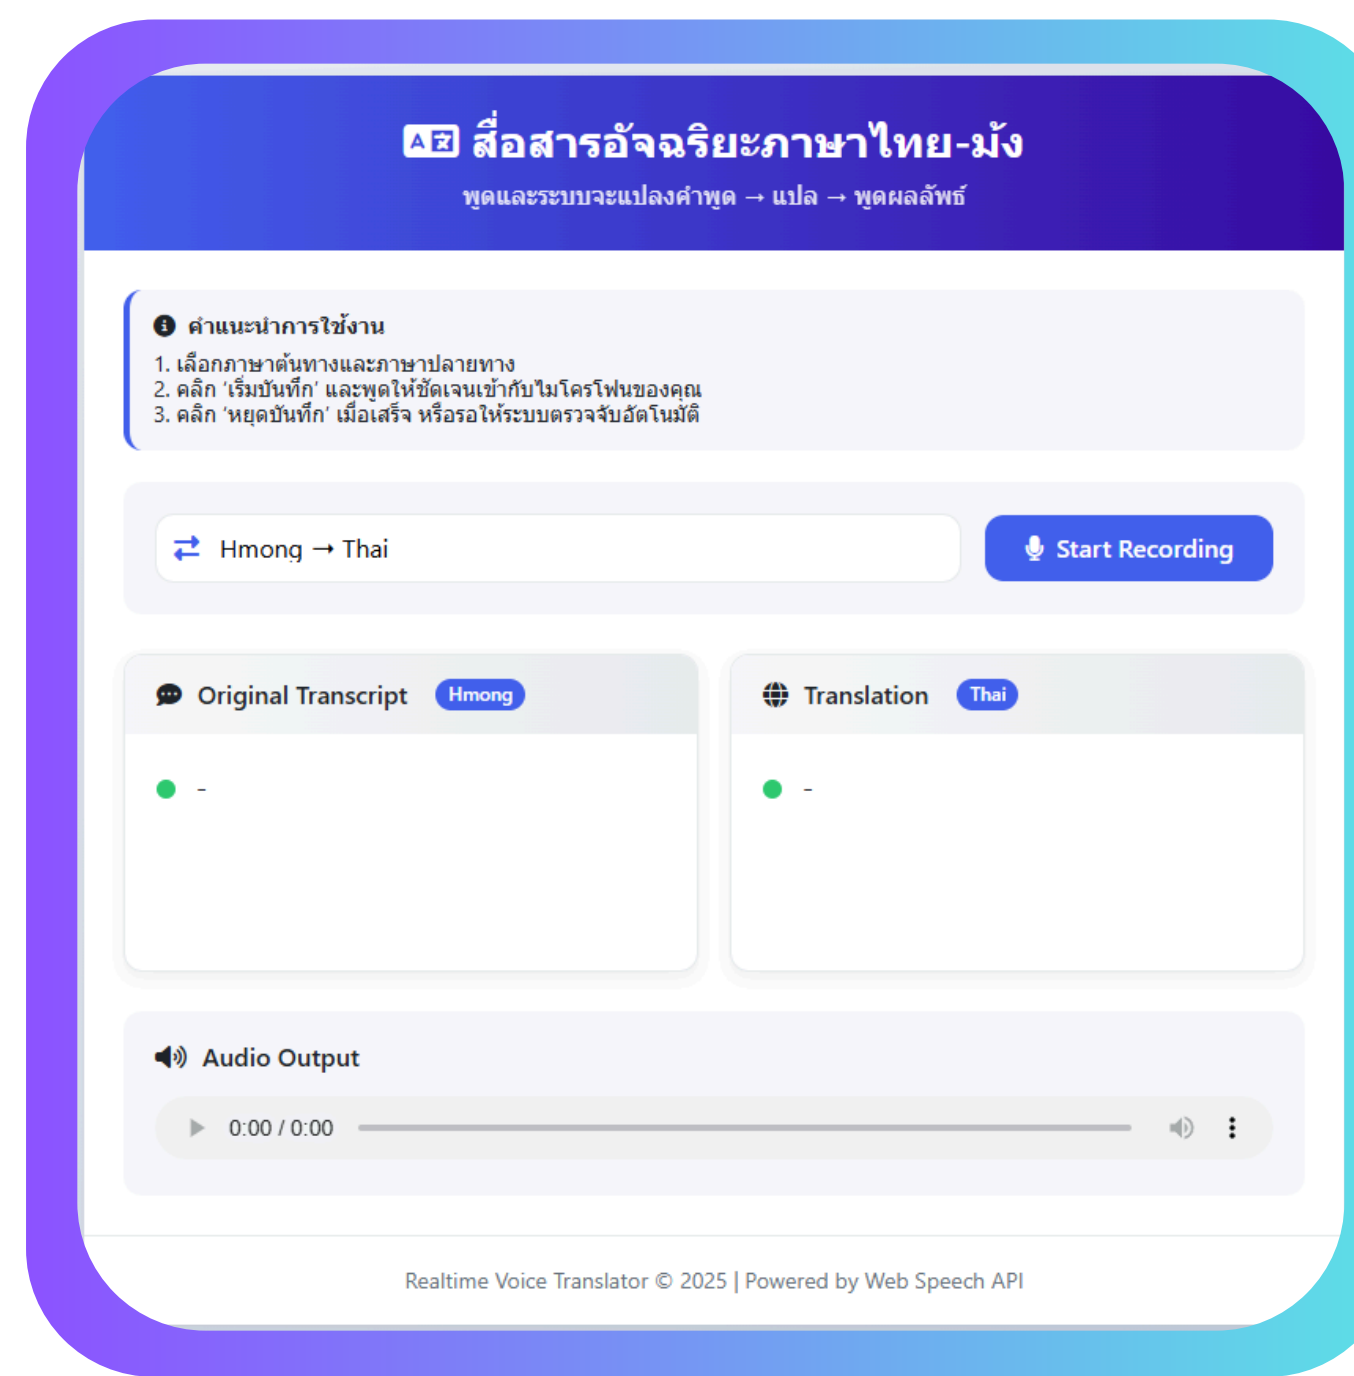 สื่อสารอัจฉริยะภาษาไทย-ม้ง
พูดและระบบจะแปลงคำพูด → แปล → พูดผลลัพธ์
คำแนะนำการใช้งาน
1. เลือกภาษาต้นทางและภาษาปลายทาง
2. คลิก ‘เริ่มบันทึก’ และพูดให้ชัดเจนเข้ากับไมโครโฟนของคุณ
3. คลิก ‘หยุดบันทึก’ เมื่อเสร็จ หรือรอให้ระบบตรวจจับอัตโนมัติ
Hmong → Thai
Start Recording
Original Transcript Hmong
-
Translation Thai
-
Audio Output
0:00 / 0:00
Realtime Voice Translator © 2025 | Powered by Web Speech API